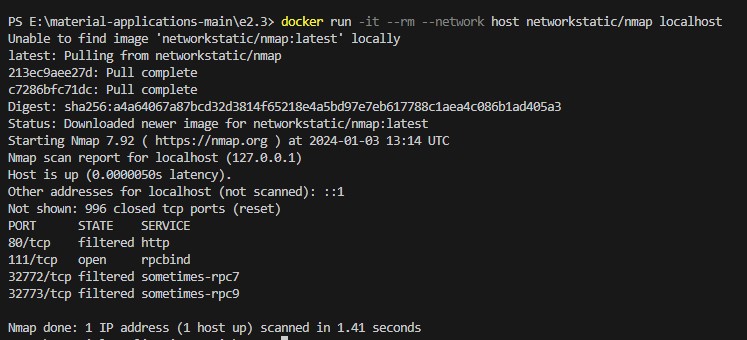 PS E:\material-applications-main\e2.3> docker run -it --rm --network host networkstatic/nmap localhost
Unable to find image 'networkstatic/nmap:latest' locally
latest: Pulling from networkstatic/nmap
213ec9aee27d: Pull complete
c7286bfc71dc: Pull complete
Digest: sha256:a4a64067a87bcd32d3814f65218e4a5bd97e7eb617788c1aea4c086b1ad405a3
Status: Downloaded newer image for networkstatic/nmap:latest
Starting Nmap 7.92 ( https://nmap.org ) at 2024-01-03 13:14 UTC
Nmap scan report for localhost (127.0.0.1)
Host is up (0.0000050s latency).
Other addresses for localhost (not scanned): ::1
Not shown: 996 closed tcp ports (reset)
PORT      STATE    SERVICE
80/tcp    filtered http
111/tcp   open     rpcbind
32772/tcp filtered sometimes-rpc7
32773/tcp filtered sometimes-rpc9
Nmap done: 1 IP address (1 host up) scanned in 1.41 seconds